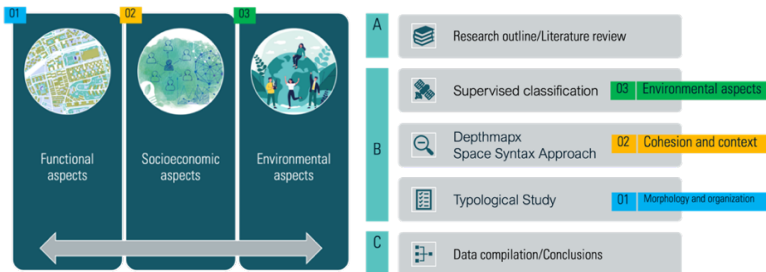 01
02
03
Functional
aspects
Socioeconomic
aspects
Environmental
aspects
A
Research outline/Literature review
B
Supervised classification
03 Environmental aspects
Depthmapx
Space Syntax Approach
02 Cohesion and context
Typological Study
01 Morphology and organization
C
Data compilation/Conclusions